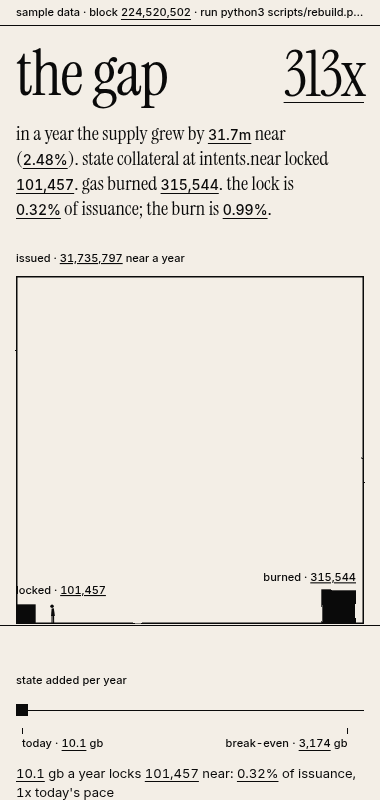 sample data · block 224,520,502 · run python3 scripts/rebuild.p...
the gap 313x
in a year the supply grew by 31.7m near
(2.48%). state collateral at intents.near locked
101,457. gas burned 315,544. the lock is
0.32% of issuance; the burn is 0.99%.
issued · 31,735,797 near a year
burned · 315,544
locked · 101,457
state added per year
today · 10.1 gb break-even · 3,174 gb
10.1 gb a year locks 101,457 near: 0.32% of issuance,
1x today's pace